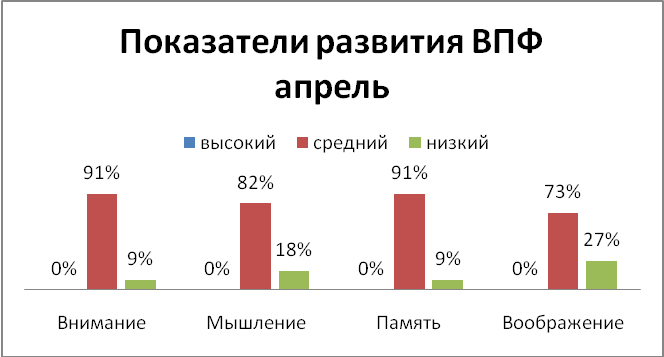 Показатели развития ВПФ
апрель
высокий средний низкий
91% 82% 91% 73%
0% 9% 0% 18% 0% 9% 0% 27%
Внимание Мышление Память Воображение